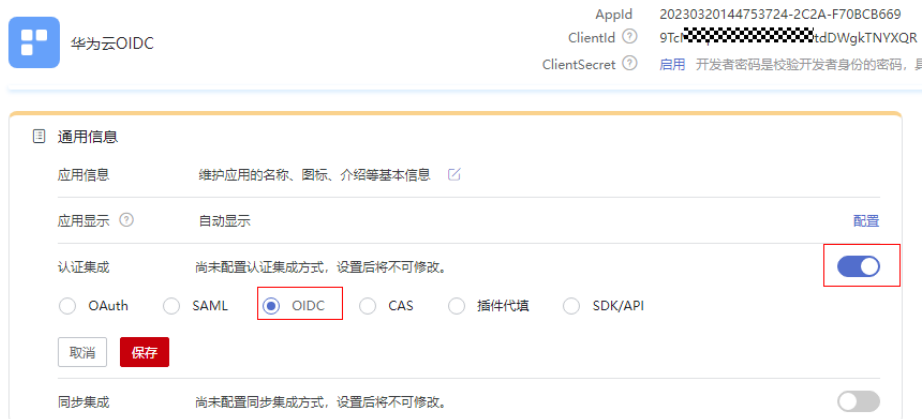 华为云OIDC
AppId 20230320144753724-2C2A-F70BCB669
ClientId 9Tc tdDWgkTNYXQR
ClientSecret 启用 开发者密码是校验开发者身份的密码，
通用信息
应用信息 维护应用的名称、图标、介绍等基本信息
应用显示 自动显示 配置
认证集成 尚未配置认证集成方式，设置后将不可修改。
OAuth SAML OIDC CAS 插件代填 SDK/API
取消 保存
同步集成 尚未配置同步集成方式，设置后将不可修改。